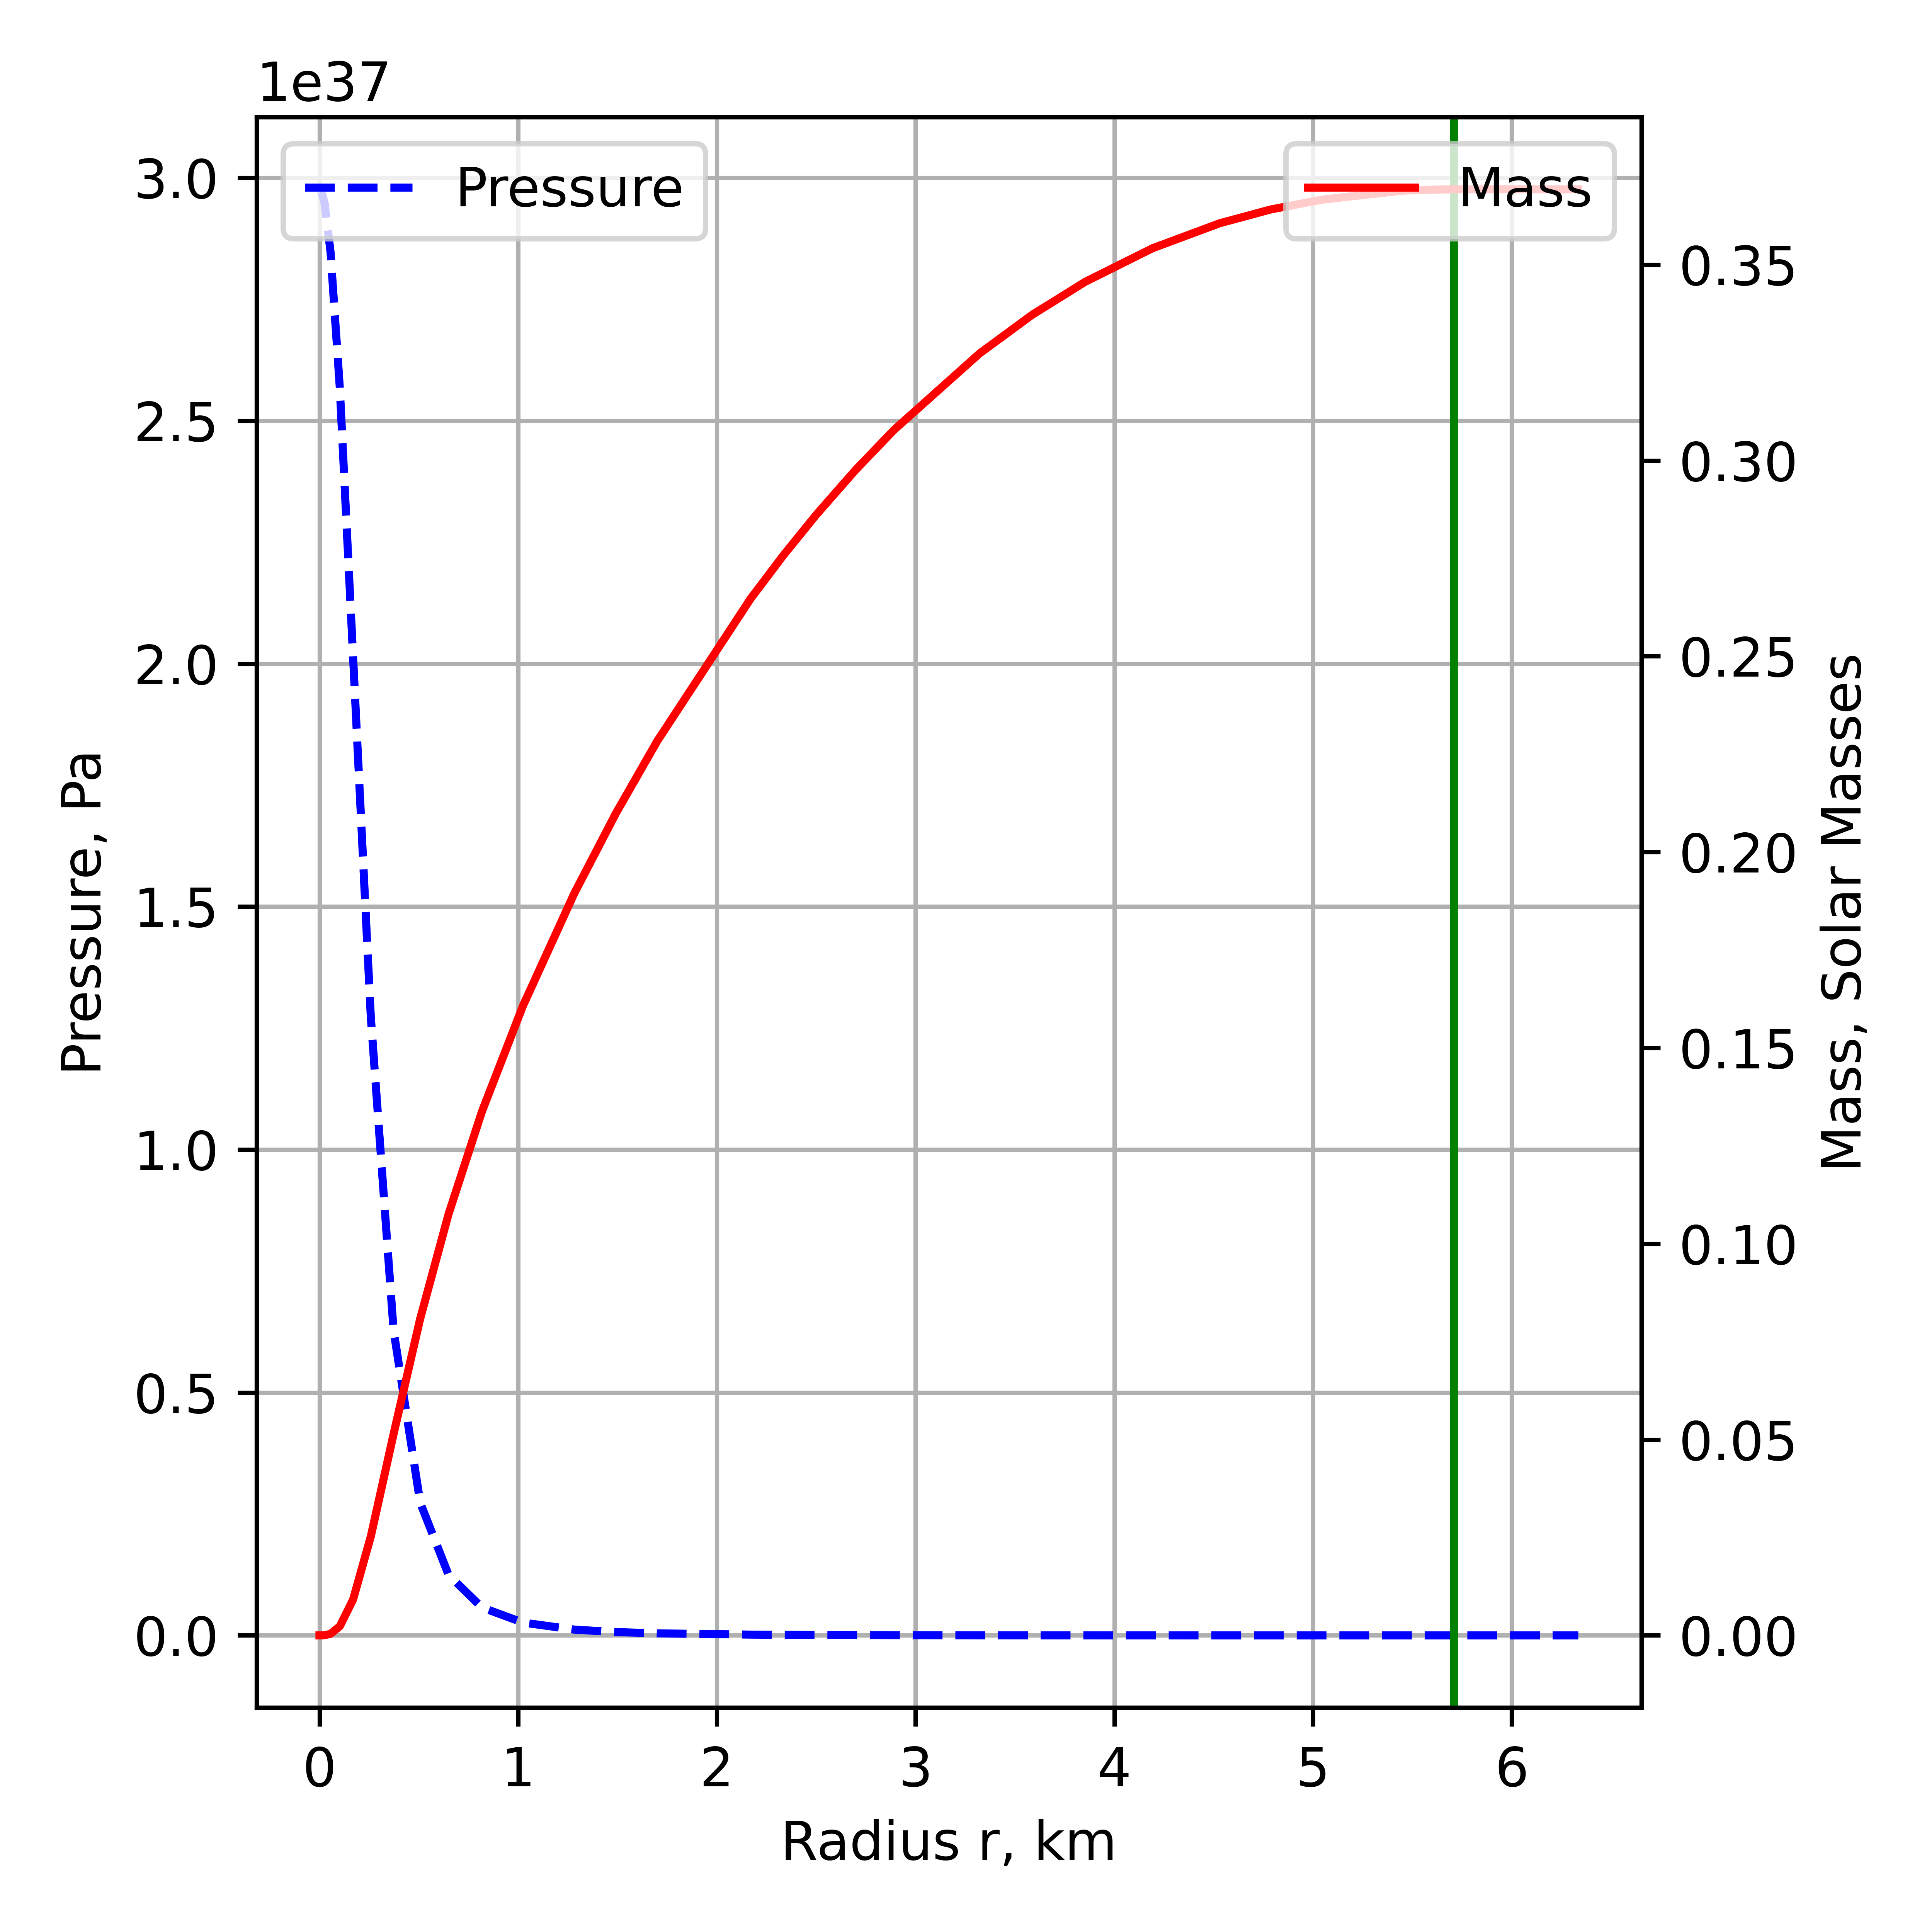 1e37
Pressure
Mass
3.0
2.5
2.0
1.5
1.0
0.5
0.0
Pressure, Pa
0.35
0.30
0.25
0.20
0.15
0.10
0.05
0.00
Mass, Solar Masses
0 1 2 3 4 5 6
Radius r, km